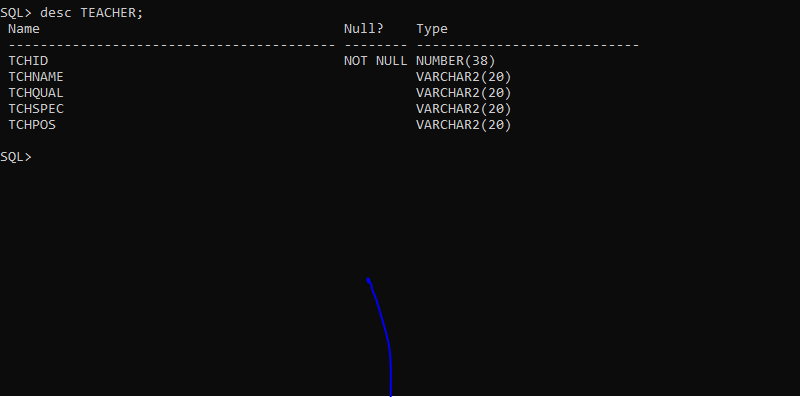 SQL> desc TEACHER;
Name Null? Type
----------------------------------------- -------- ----------------------------
TCHID NOT NULL NUMBER(38)
TCHNAME VARCHAR2(20)
TCHQUAL VARCHAR2(20)
TCHSPEC VARCHAR2(20)
TCHPOS VARCHAR2(20)
SQL>